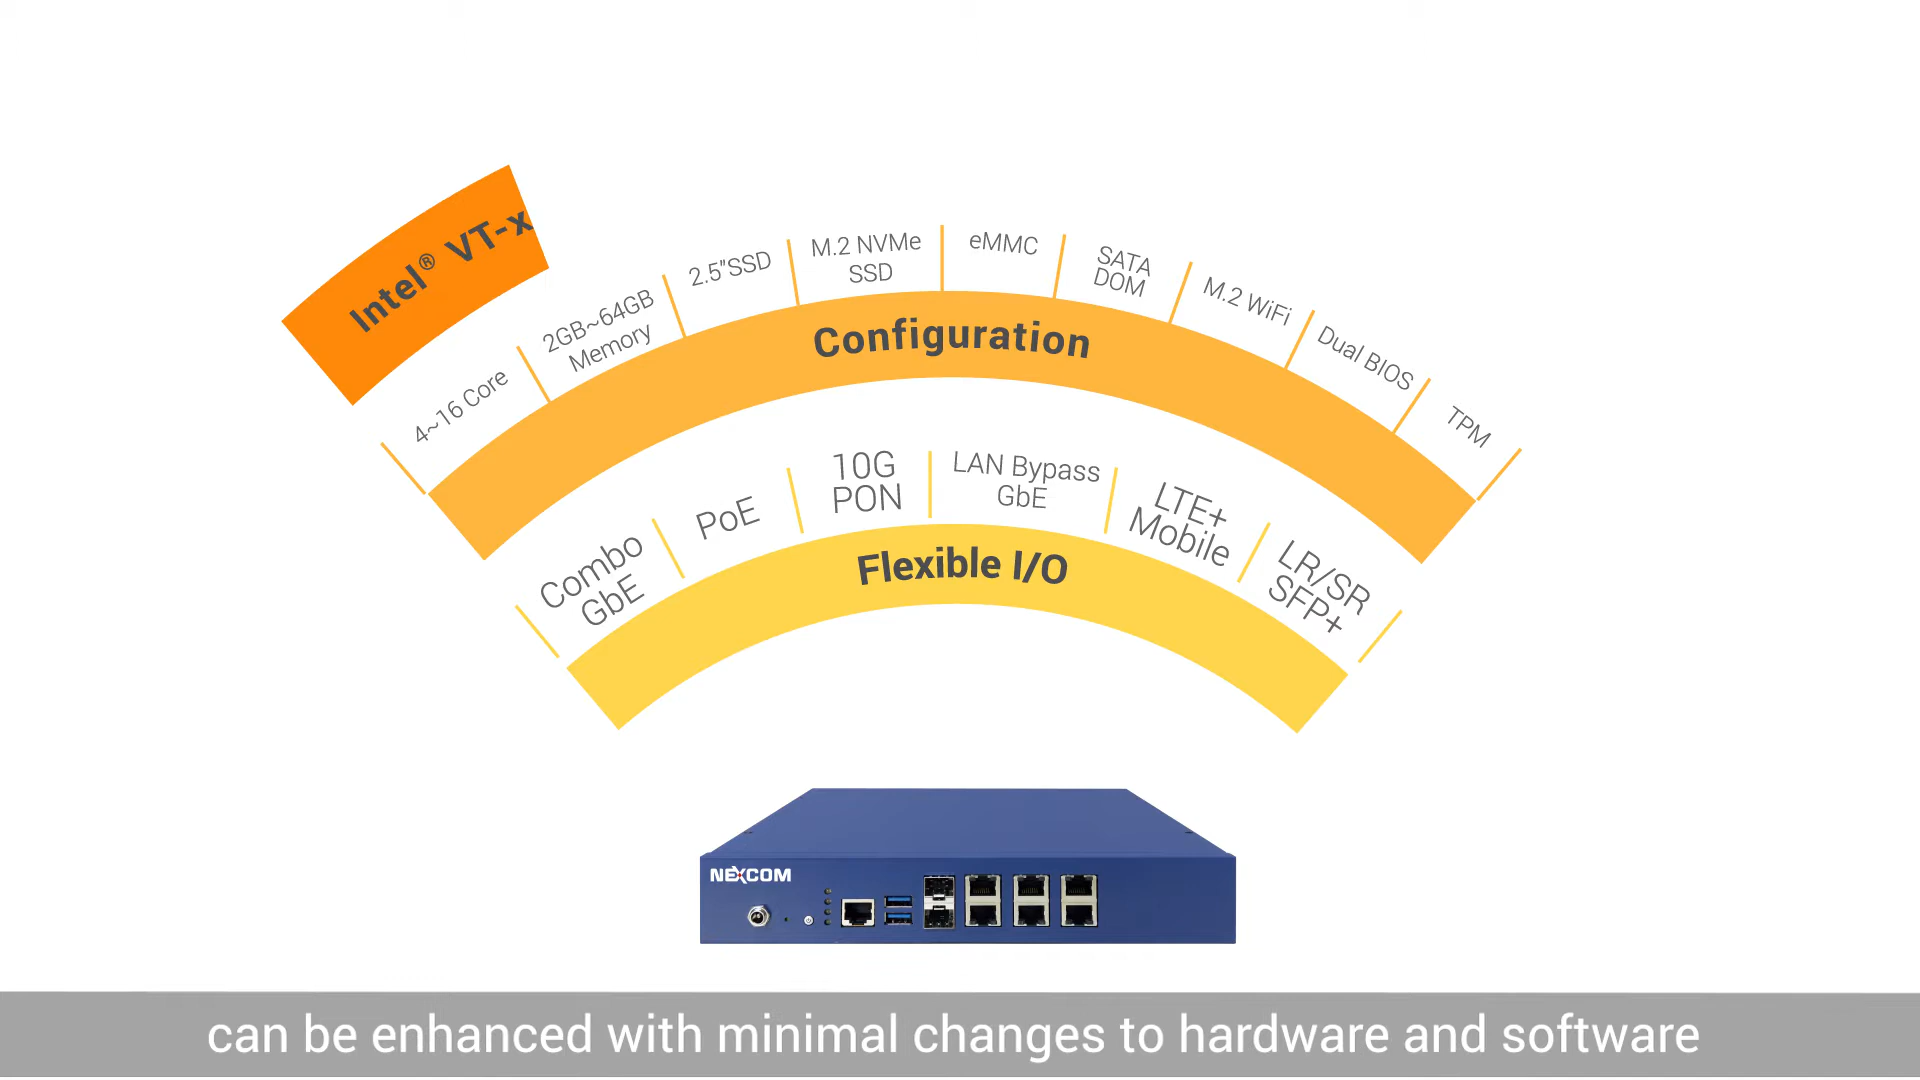 Intel® VT-x
4~16 Core
2GB~64GB
Memory
2.5"SSD
M.2 NVMe
SSD
eMMC
SATA
DOM
M.2 WiFi
Dual BIOS
TPM
Configuration
Combo
GbE
PoE
10G
PON
LAN Bypass
GbE
LTE+
Mobile
LR/SR
SFP+
Flexible I/O
NEXCOM
can be enhanced with minimal changes to hardware and software